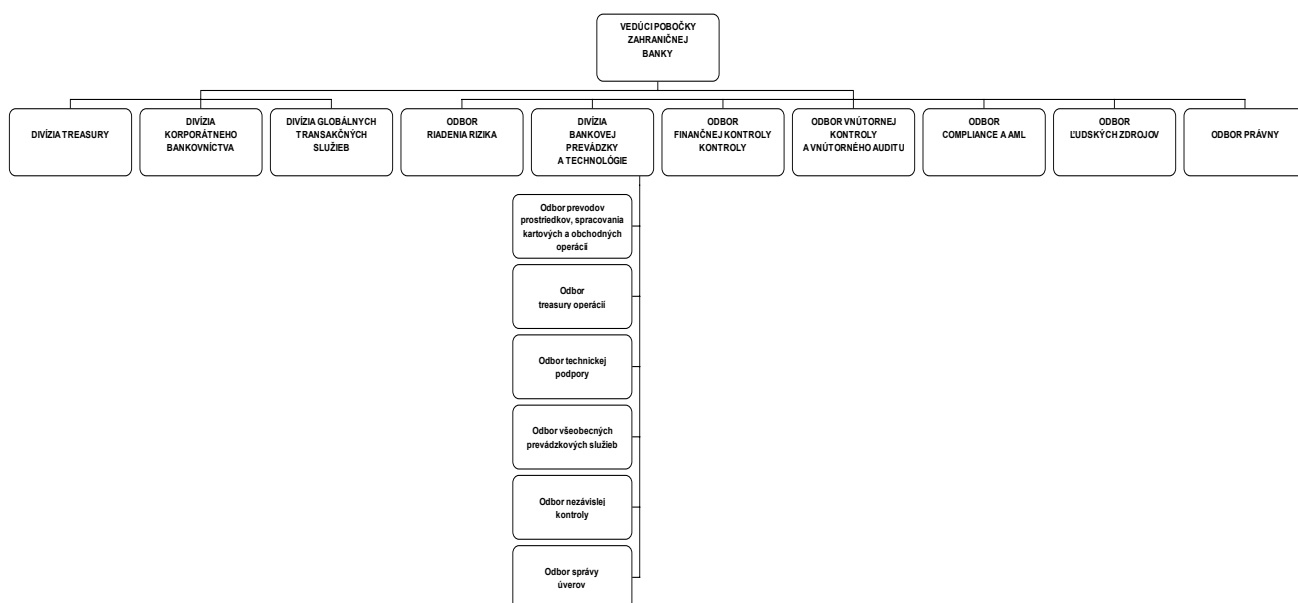 VEDÚCI POBOČKY
ZAHRANIČNEJ
BANKY
DIVÍZIA TREASURY
DIVÍZIA
KORPORÁTNEHO
BANKOVNÍCTVA
DIVÍZIA GLOBÁLNYCH
TRANSAKČNÝCH
SLUŽIEB
ODBOR
RIADENIA RIZIKA
DIVÍZIA
BANKOVEJ
PREVÁDZKY
A TECHNOLÓGIE
ODBOR
FINANČNEJ KONTROLY
KONTROLY
ODBOR VNÚTORNEJ
KONTROLY
A VNÚTORNÉHO AUDITU
ODBOR
COMPLIANCE A AML
ODBOR
ĽUDSKÝCH ZDROJOV
ODBOR PRÁVNY
Odbor prevodov
prostriedkov, spracovania
kartových a obchodných
operácií
Odbor
treasury operácií
Odbor technickej
podpory
Odbor všeobecných
prevádzkových služieb
Odbor nezávislej
kontroly
Odbor správy
úverov